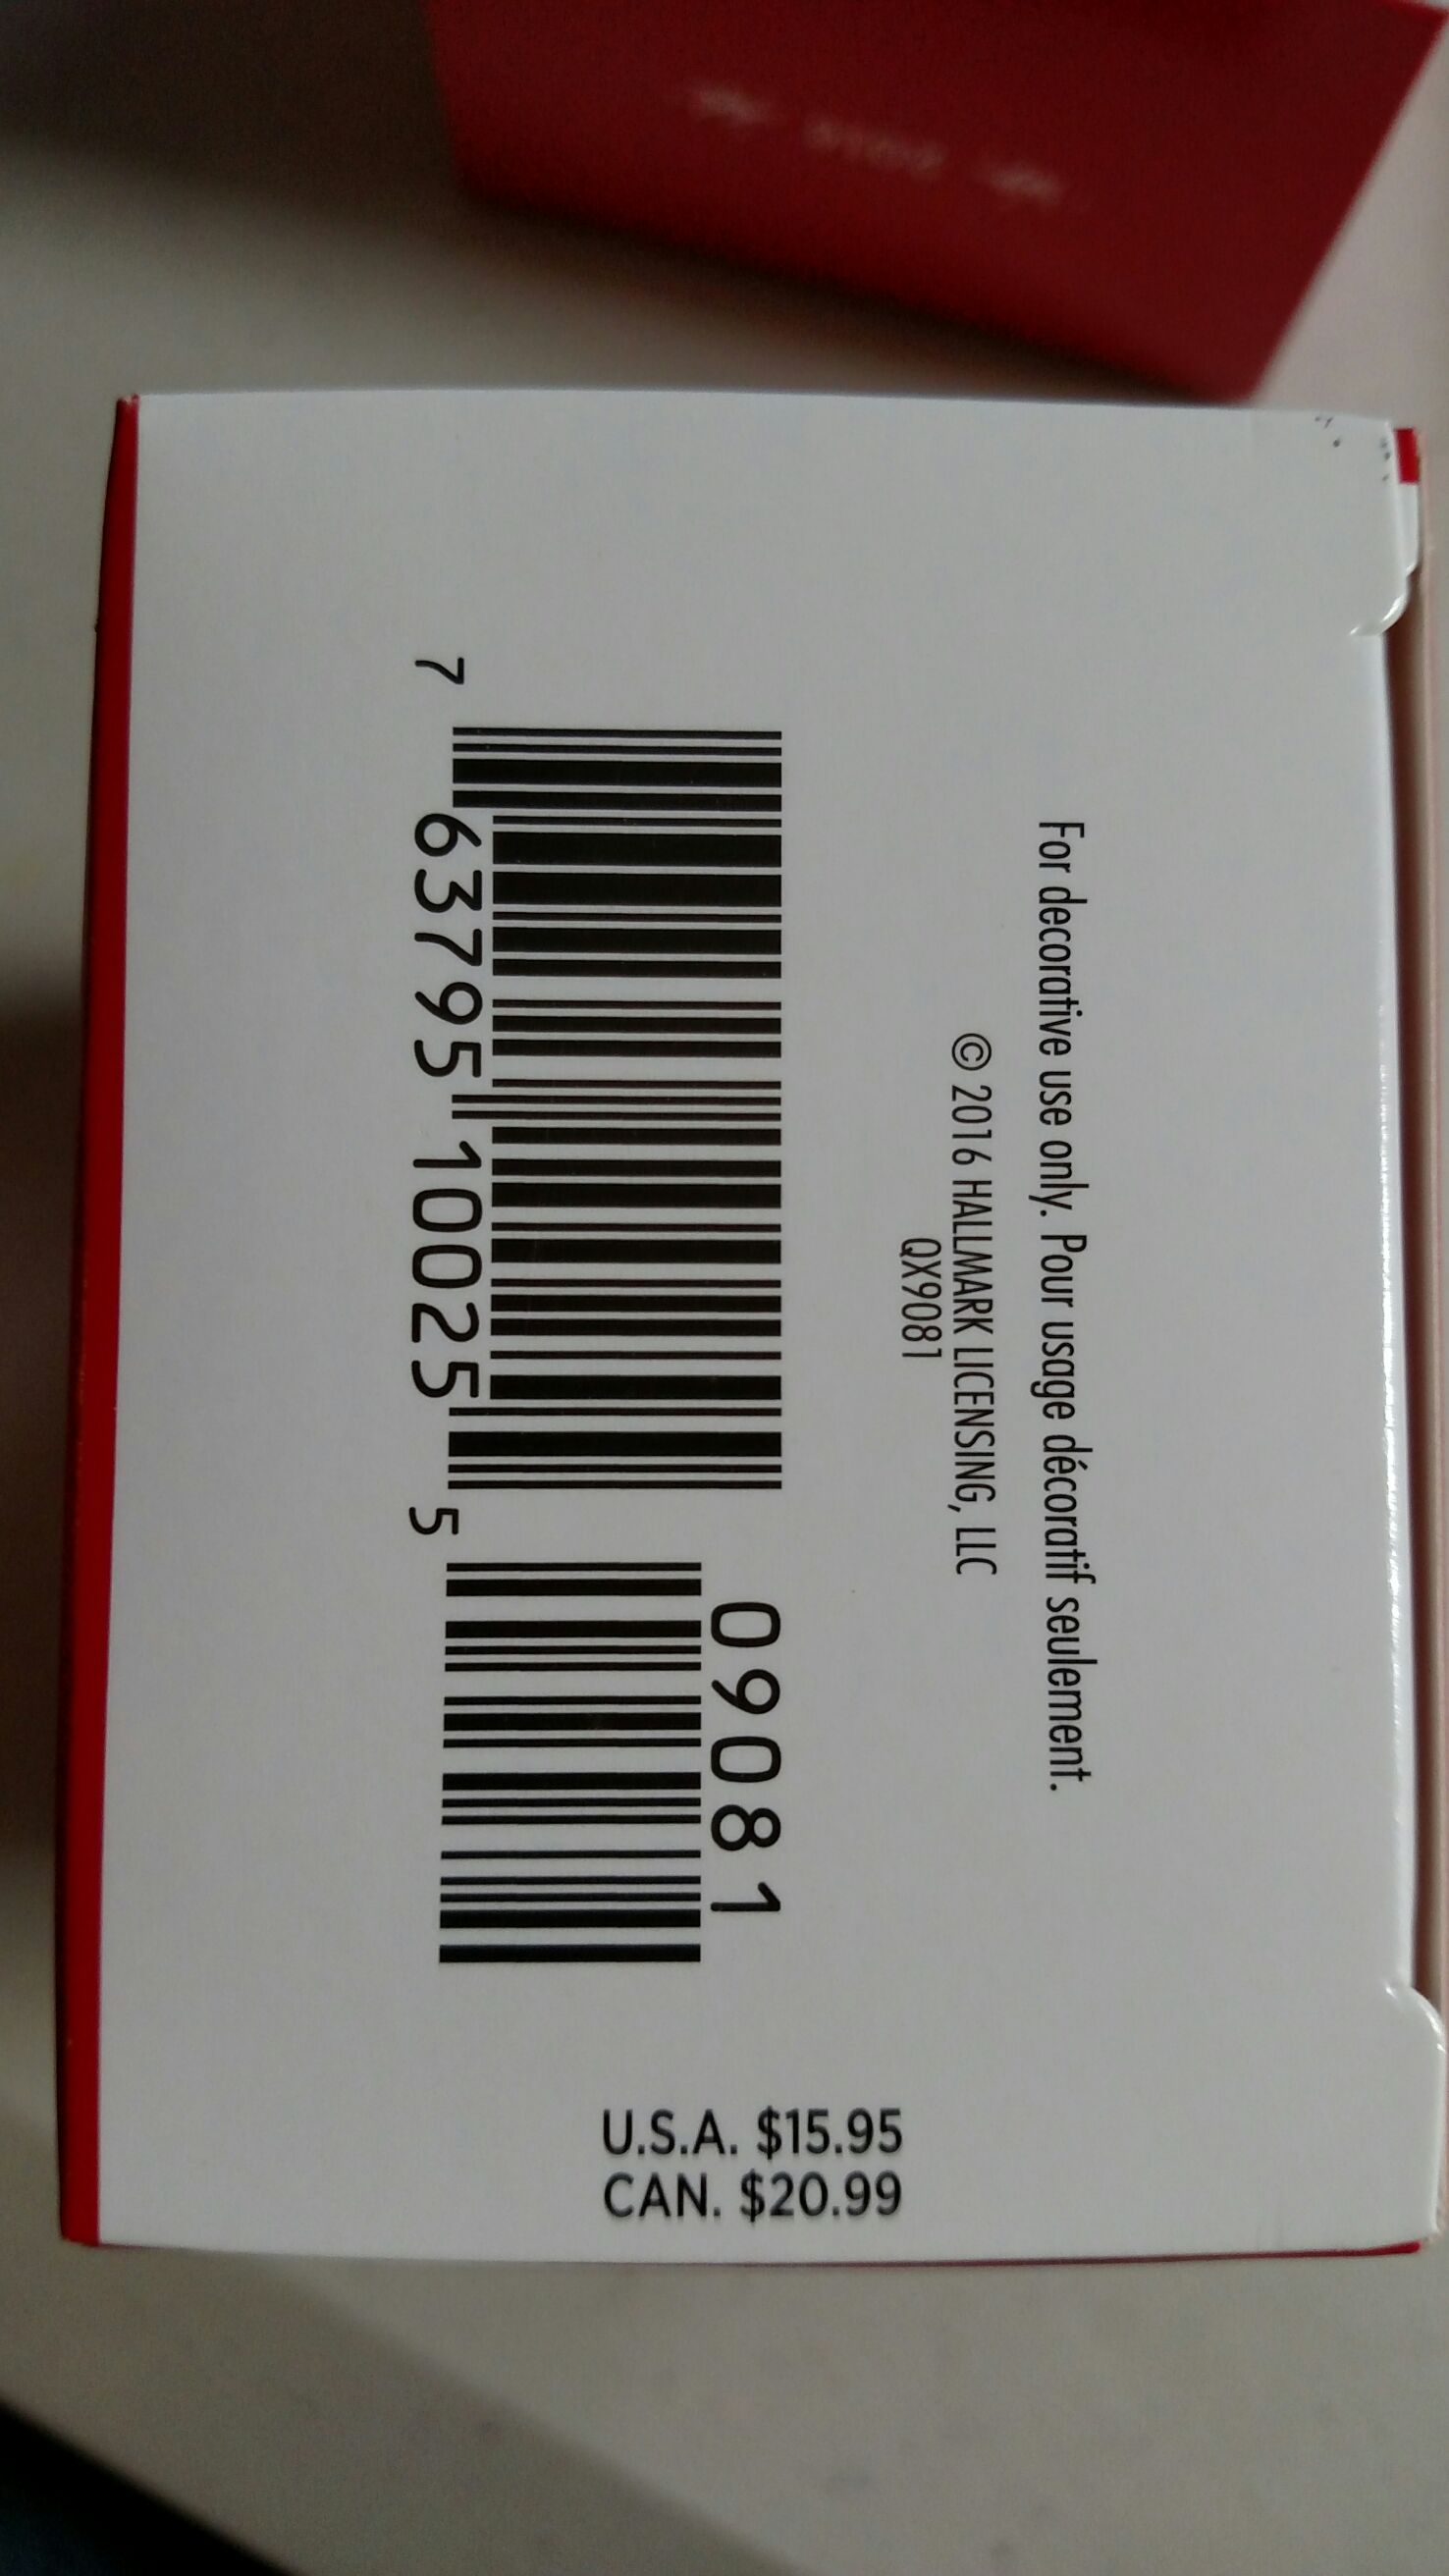 For decorative use only. Pour usage décoratif seulement.
© 2016 HALLMARK LICENSING, LLC
QX9081
09081
7 63795 10025 5
U.S.A. $15.95
CAN. $20.99